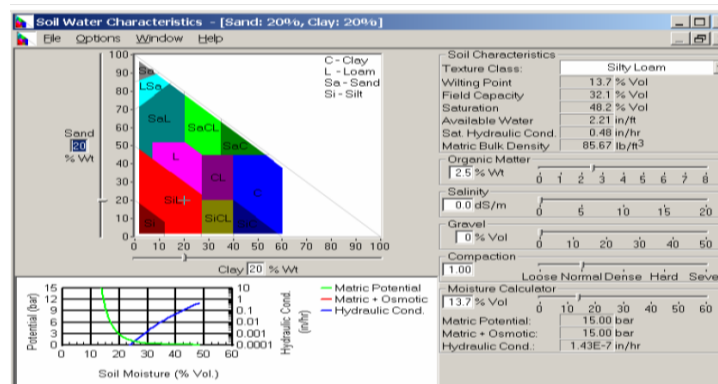 Soil Water Characteristics - [Sand: 20%, Clay: 20%]
File Options Window Help
C - Clay
L - Loam
Sa - Sand
Si - Silt
100
90
80
70
60
50
40
30
20
10
0
Sand
20
% Wt
Sa
LSa
SaL
SaCL
SaC
L
CL
C
SiL
SiCL
Si
0 10 20 30 40 50 60 70 80 90 100
Clay 20 % Wt
Soil Characteristics
Texture Class: Silty Loam
Wilting Point 13.7 % Vol
Field Capacity 32.1 % Vol
Saturation 48.2 % Vol
Available Water 2.21 in/ft
Sat. Hydraulic Cond. 0.48 in/hr
Matric Bulk Density 85.67 lb/ft3
Organic Matter
2.5 % Wt 0 1 2 3 4 5 6 7 8
Salinity
0.0 dS/m 0 5 10 15 20
Gravel
0 % Vol 0 10 20 30 40 50
Compaction
1.00 Loose Normal Dense Hard Seve
Moisture Calculator
13.7 % Vol 0 10 20 30 40 50 60
Matric Potential: 15.00 bar
Matric + Osmotic: 15.00 bar
Hydraulic Cond.: 1.43E-7 in/hr
Potential (bar)
15
12
9
6
3
0
10
1
0.1
0.01
0.001
0.0001
Hydraulic Cond.
(in/hr)
0 10 20 30 40 50 60
Soil Moisture (% Vol.)
Matric Potential
Matric + Osmotic
Hydraulic Cond.